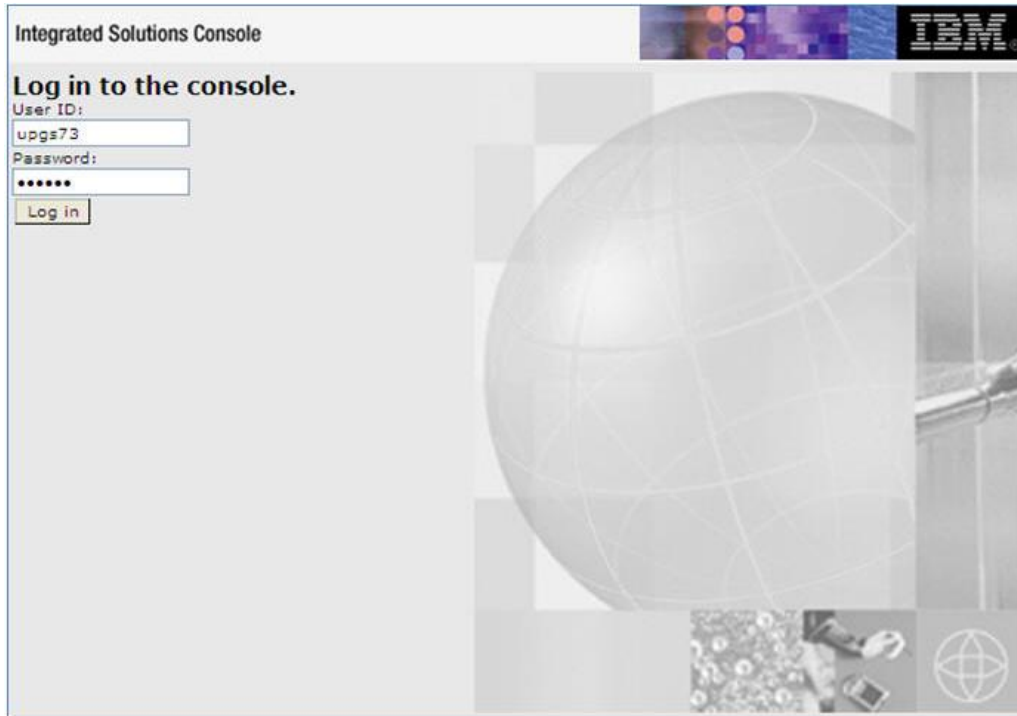 Integrated Solutions Console
IBM®
Log in to the console.
User ID:
upgs73
Password:
••••••
Log in